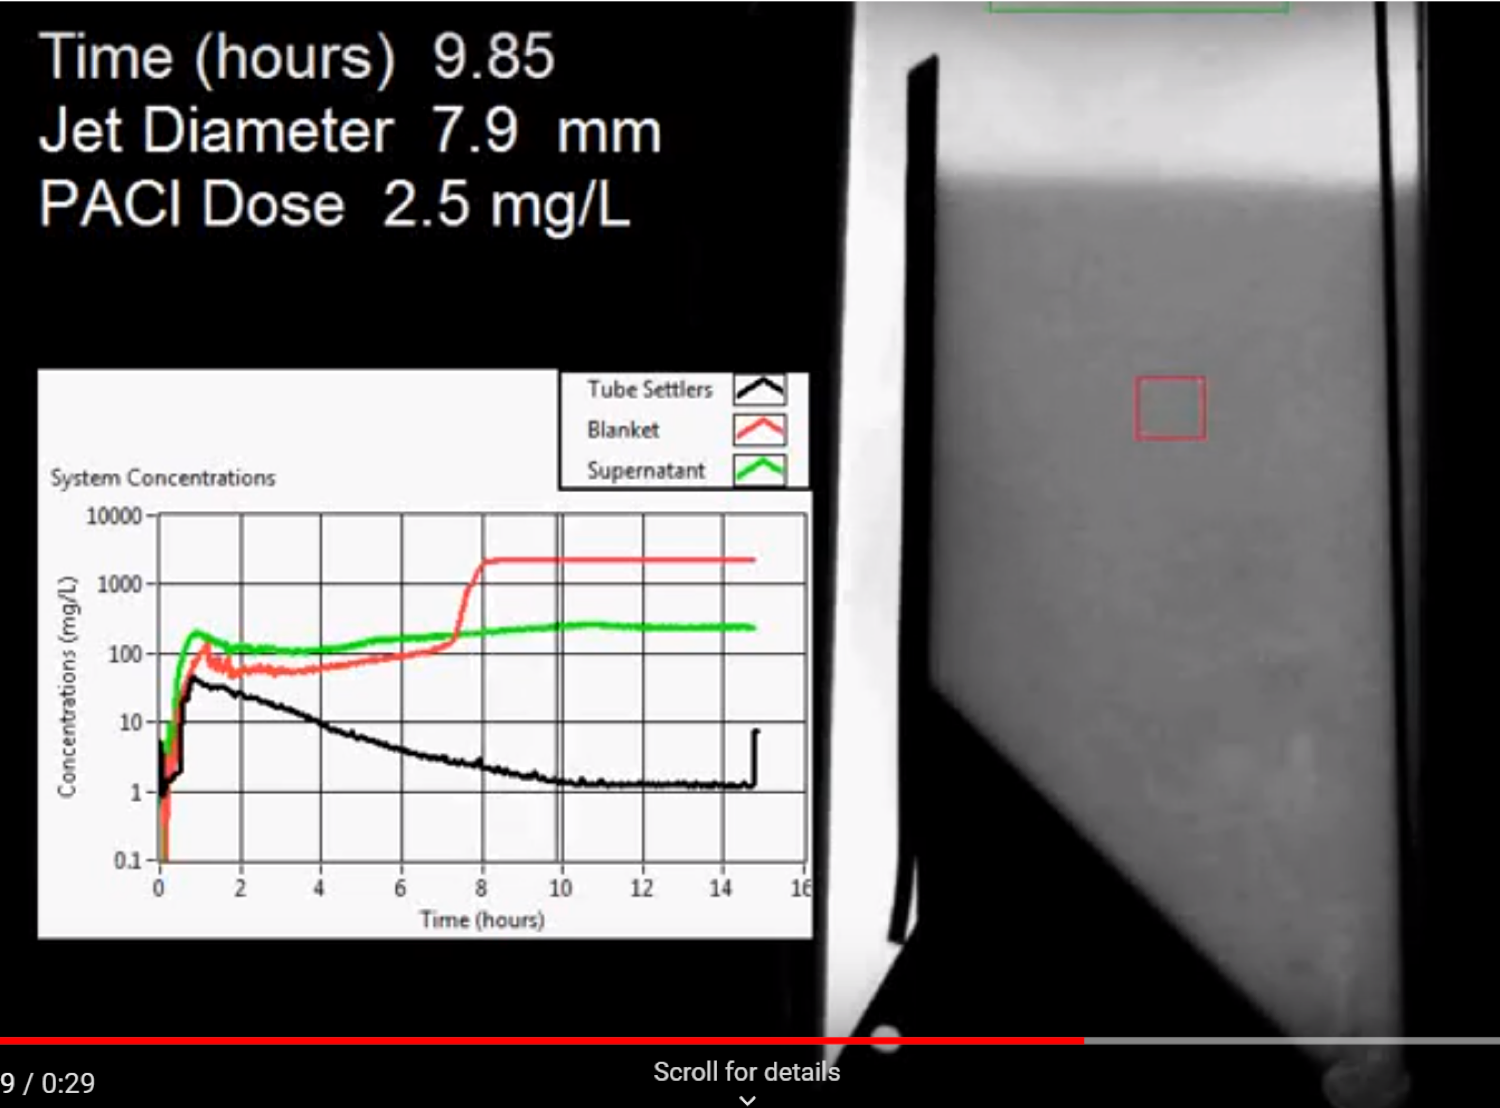 Time (hours) 9.85
Jet Diameter 7.9 mm
PACl Dose 2.5 mg/L
Tube Settlers
Blanket
Supernatant
System Concentrations
10000
1000
100
10
1
0.1
Concentrations (mg/L)
0 2 4 6 8 10 12 14 16
Time (hours)
Scroll for details
9 / 0:29